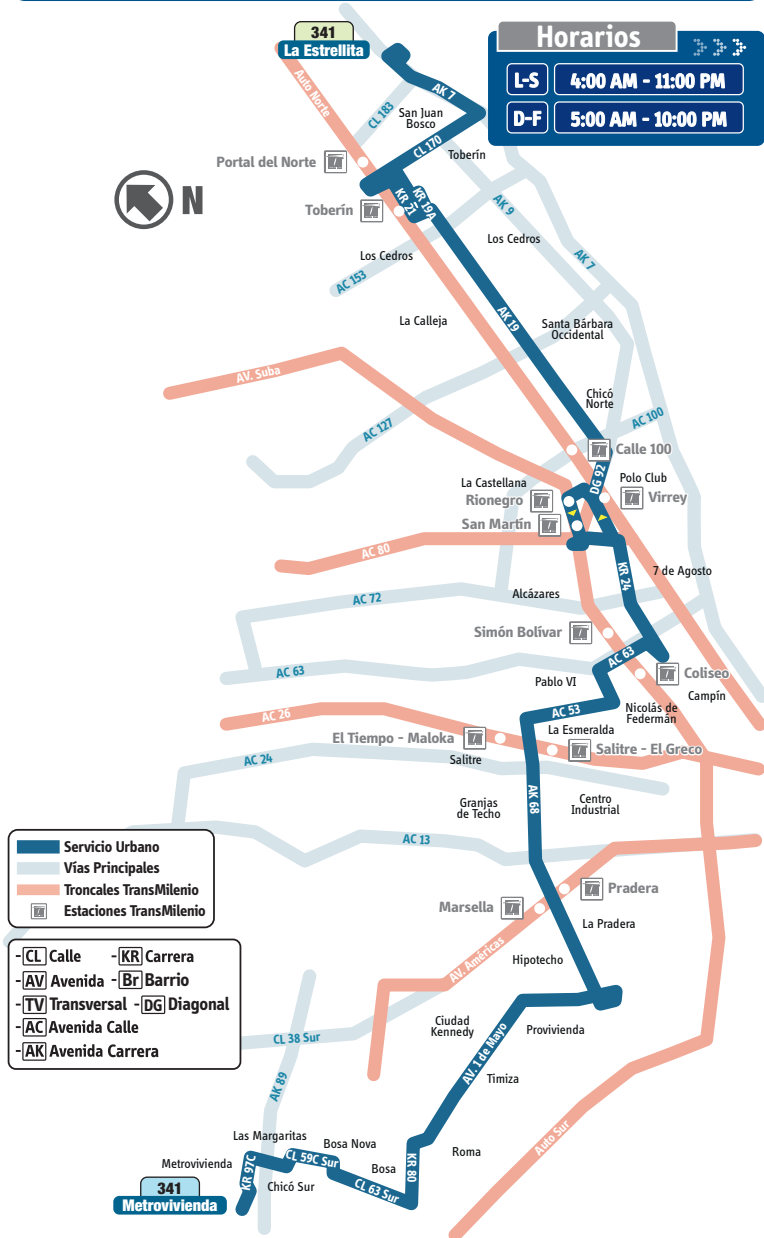 341
La Estrellita
Horarios
L-S
4:00 AM - 11:00 PM
D-F
5:00 AM - 10:00 PM
Auto Norte
AK 7
CL 183
San Juan
Bosco
CL 170
Toberín
Portal del Norte
N
KR 21
KR 19A
Toberín
AK 9
Los Cedros
AK 7
Los Cedros
AC 153
La Calleja
AK 19
Santa Bárbara
Occidental
AV. Suba
Chicó
Norte
AC 127
AC 100
Calle 100
La Castellana
DG 92
Polo Club
Rionegro
Virrey
San Martín
AC 80
KR 24
7 de Agosto
AC 72
Alcázares
Simón Bolívar
AC 63
AC 63
Coliseo
Pablo VI
Campín
AC 26
AC 53
Nicolás de
Federmán
La Esmeralda
El Tiempo - Maloka
Salitre - El Greco
AC 24
Salitre
AK 68
Granjas
de Techo
Centro
Industrial
AC 13
Servicio Urbano
Vías Principales
Troncales TransMilenio
Estaciones TransMilenio
Pradera
Marsella
La Pradera
AV. Américas
Hipotecho
-CL Calle -KR Carrera
-AV Avenida -Br Barrio
-TV Transversal -DG Diagonal
-AC Avenida Calle
-AK Avenida Carrera
Ciudad
Kennedy
Provivienda
CL 38 Sur
AV. 1 de Mayo
Timiza
AK 89
Auto Sur
Las Margaritas
Bosa Nova
Roma
Metrovivienda
CL 59C Sur
Bosa
KR 80
KR 97C
Chicó Sur
CL 63 Sur
341
Metrovivienda